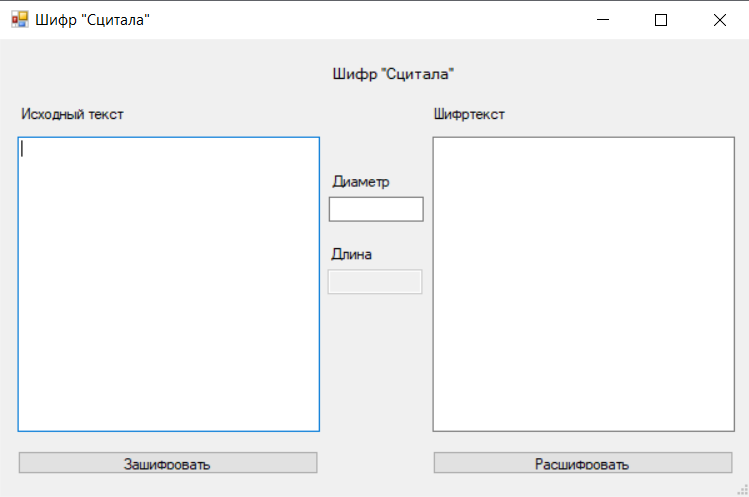 Шифр "Сцитала"
Шифр "Сцитала"
Исходный текст
Шифртекст
Диаметр
Длина
Зашифровать
Расшифровать